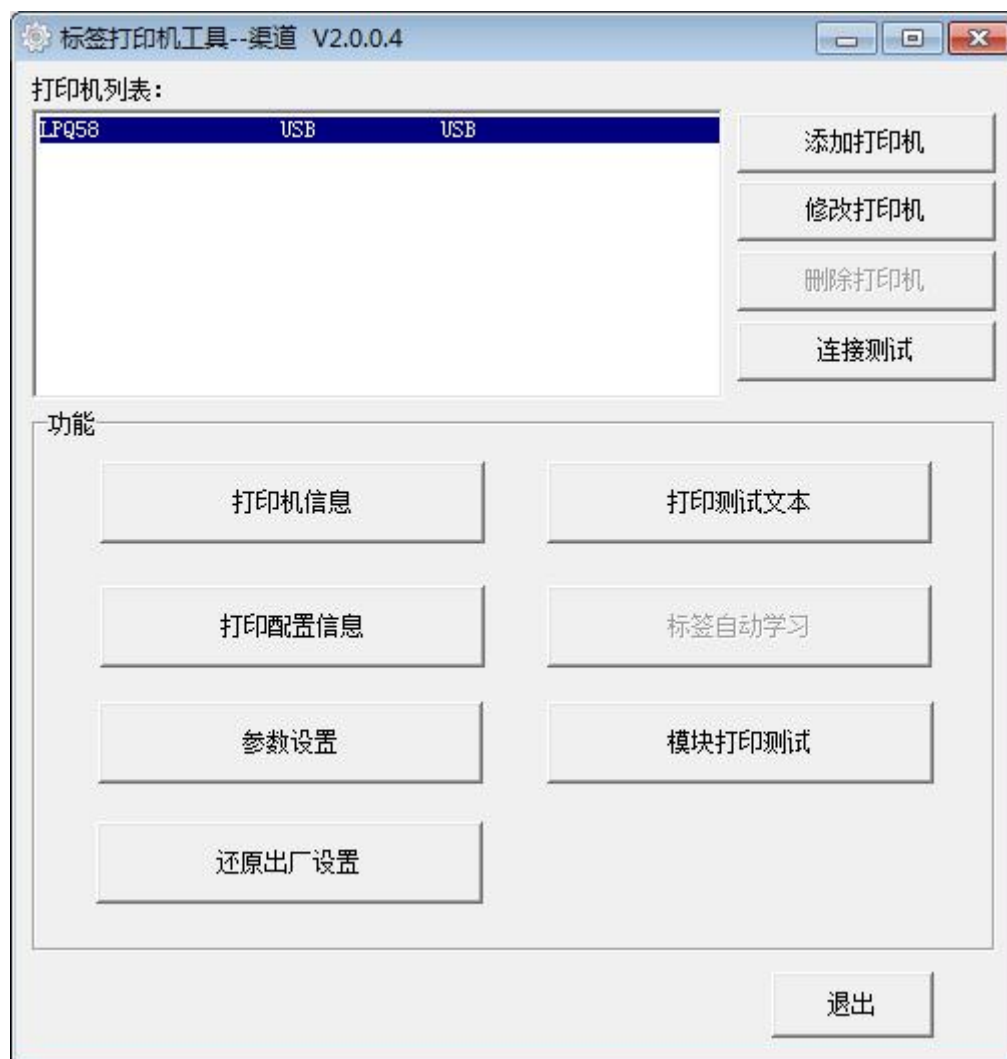 标签打印机工具--渠道 V2.0.0.4
打印机列表：
LPQ58 USB USB
添加打印机
修改打印机
删除打印机
连接测试
功能
打印机信息
打印测试文本
打印配置信息
标签自动学习
参数设置
模块打印测试
还原出厂设置
退出